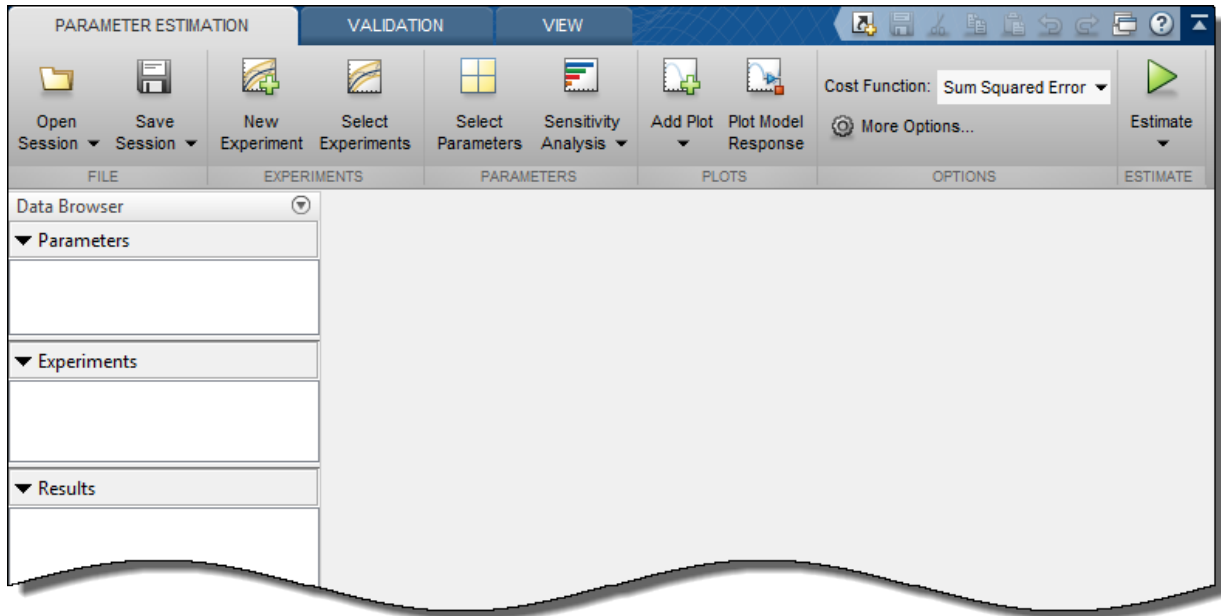 PARAMETER ESTIMATION VALIDATION VIEW
Cost Function: Sum Squared Error
Open Save New Select Select Sensitivity Add Plot Plot Model More Options... Estimate
Session Session Experiment Experiments Parameters Analysis Response
FILE EXPERIMENTS PARAMETERS PLOTS OPTIONS ESTIMATE
Data Browser
Parameters
Experiments
Results